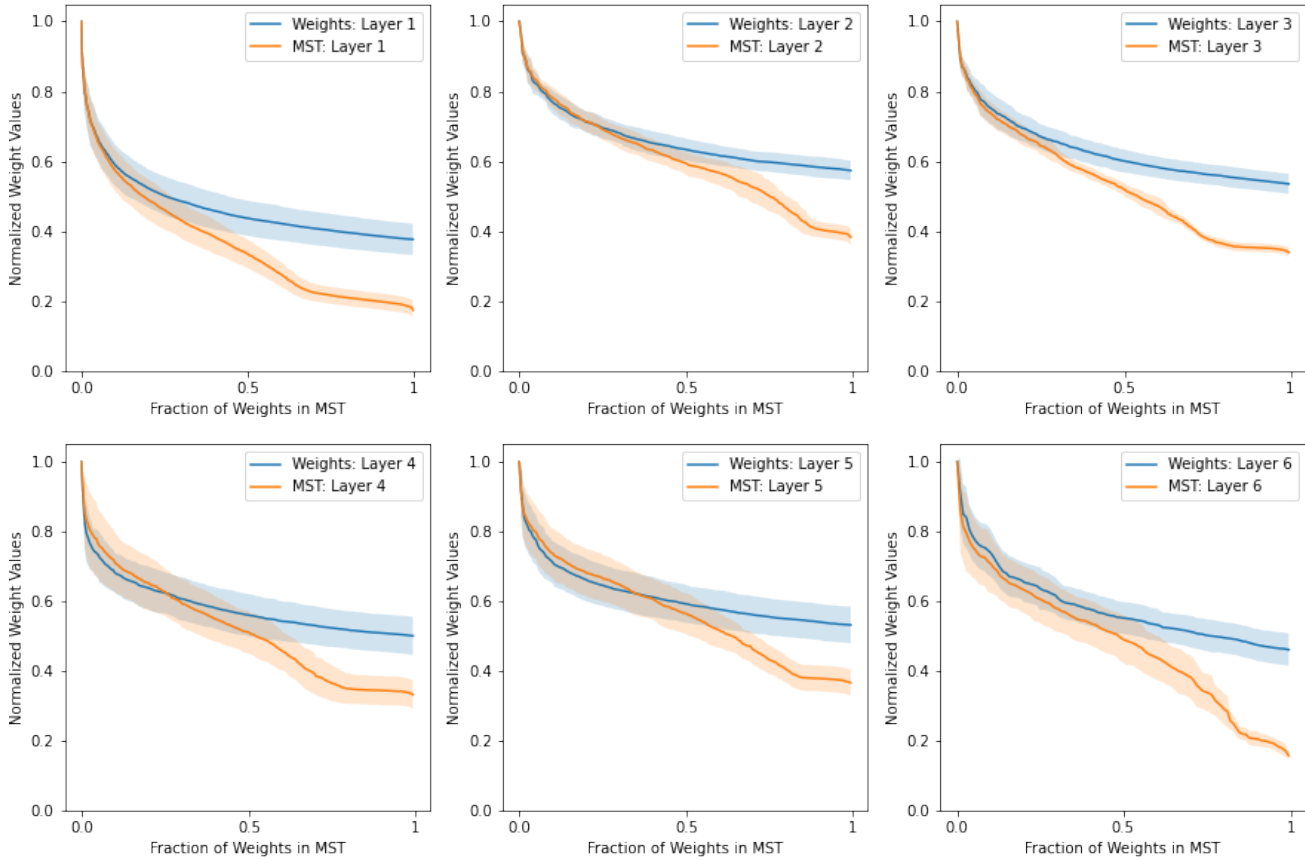 Normalized Weight Values
1.0
0.8
0.6
0.4
0.2
0.0
Weights: Layer 1
MST: Layer 1
0.0 0.5 1
Fraction of Weights in MST
Normalized Weight Values
1.0
0.8
0.6
0.4
0.2
0.0
Weights: Layer 2
MST: Layer 2
0.0 0.5 1
Fraction of Weights in MST
Normalized Weight Values
1.0
0.8
0.6
0.4
0.2
0.0
Weights: Layer 3
MST: Layer 3
0.0 0.5 1
Fraction of Weights in MST
Normalized Weight Values
1.0
0.8
0.6
0.4
0.2
0.0
Weights: Layer 4
MST: Layer 4
0.0 0.5 1
Fraction of Weights in MST
Normalized Weight Values
1.0
0.8
0.6
0.4
0.2
0.0
Weights: Layer 5
MST: Layer 5
0.0 0.5 1
Fraction of Weights in MST
Normalized Weight Values
1.0
0.8
0.6
0.4
0.2
0.0
Weights: Layer 6
MST: Layer 6
0.0 0.5 1
Fraction of Weights in MST